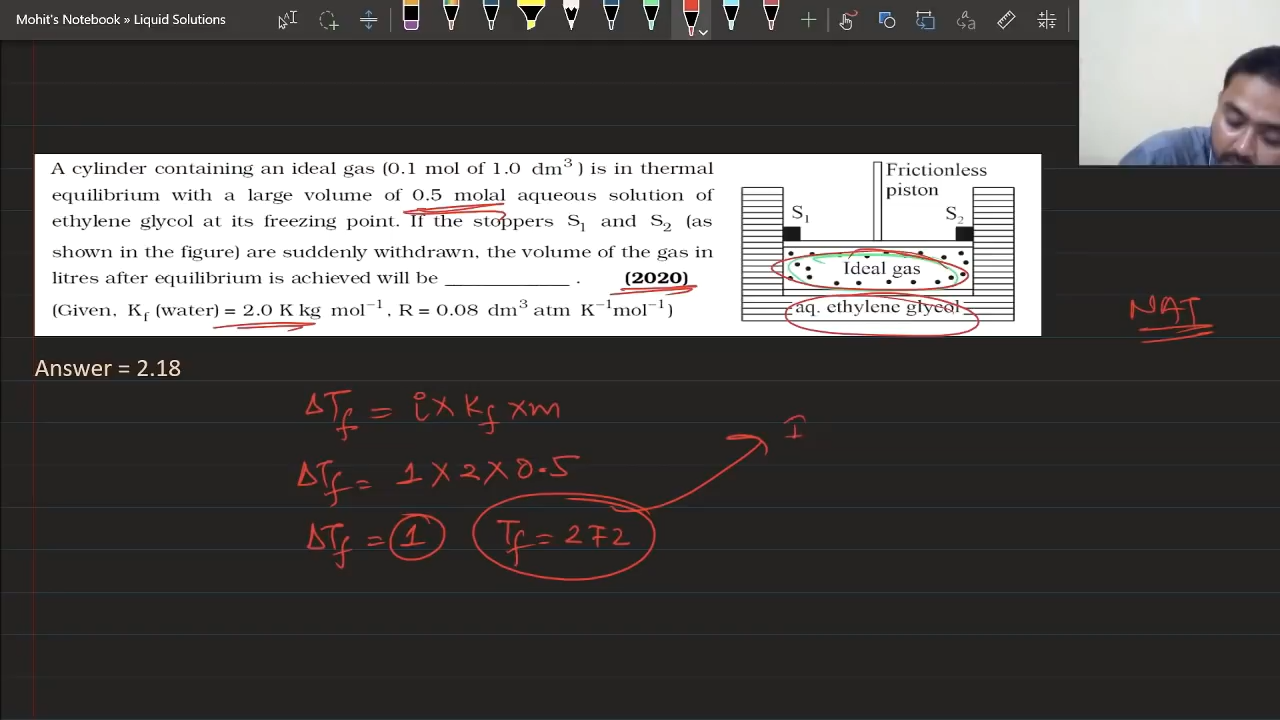 Mohit's Notebook » Liquid Solutions
A cylinder containing an ideal gas (0.1 mol of 1.0 dm³) is in thermal
equilibrium with a large volume of 0.5 molal aqueous solution of
ethylene glycol at its freezing point. If the stoppers S₁ and S₂ (as
shown in the figure) are suddenly withdrawn, the volume of the gas in
litres after equilibrium is achieved will be ____________ . (2020)
(Given, K_f (water) = 2.0 K kg mol⁻¹, R = 0.08 dm³ atm K⁻¹mol⁻¹)
Frictionless
piston
S₁
S₂
Ideal gas
aq. ethylene glycol
NAT
Answer = 2.18
ΔT_f = i × K_f × m
ΔT_f = 1 × 2 × 0.5
ΔT_f = 1 T_f = 272
I